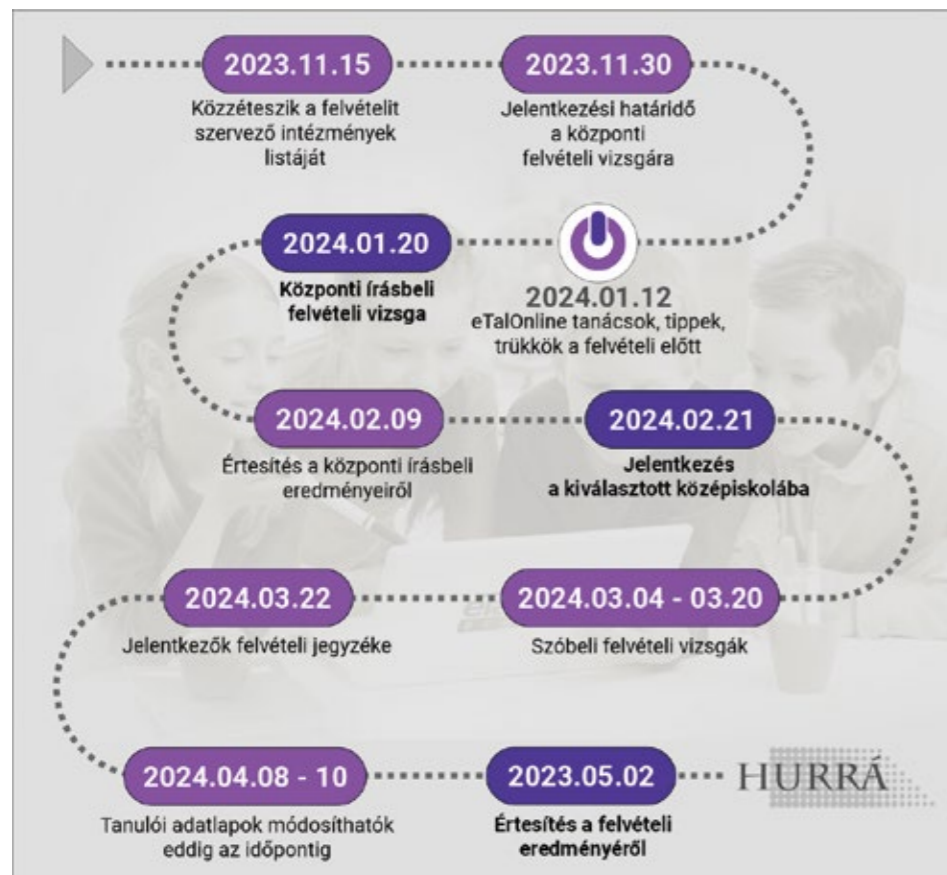 2023.11.15
Közzéteszik a felvételit
szervező intézmények
listáját
2023.11.30
Jelentkezési határidő
a központi
felvételi vizsgára
2024.01.12
eTalOnline tanácsok, tippek,
trükkök a felvételi előtt
2024.01.20
Központi írásbeli
felvételi vizsga
2024.02.09
Értesítés a központi írásbeli
eredményeiről
2024.02.21
Jelentkezés
a kiválasztott középiskolába
2024.03.04 - 03.20
Szóbeli felvételi vizsgák
2024.03.22
Jelentkezők felvételi jegyzéke
2024.04.08 - 10
Tanulói adatlapok módosíthatók
eddig az időpontig
2023.05.02
Értesítés a felvételi
eredményéről
HURRÁ